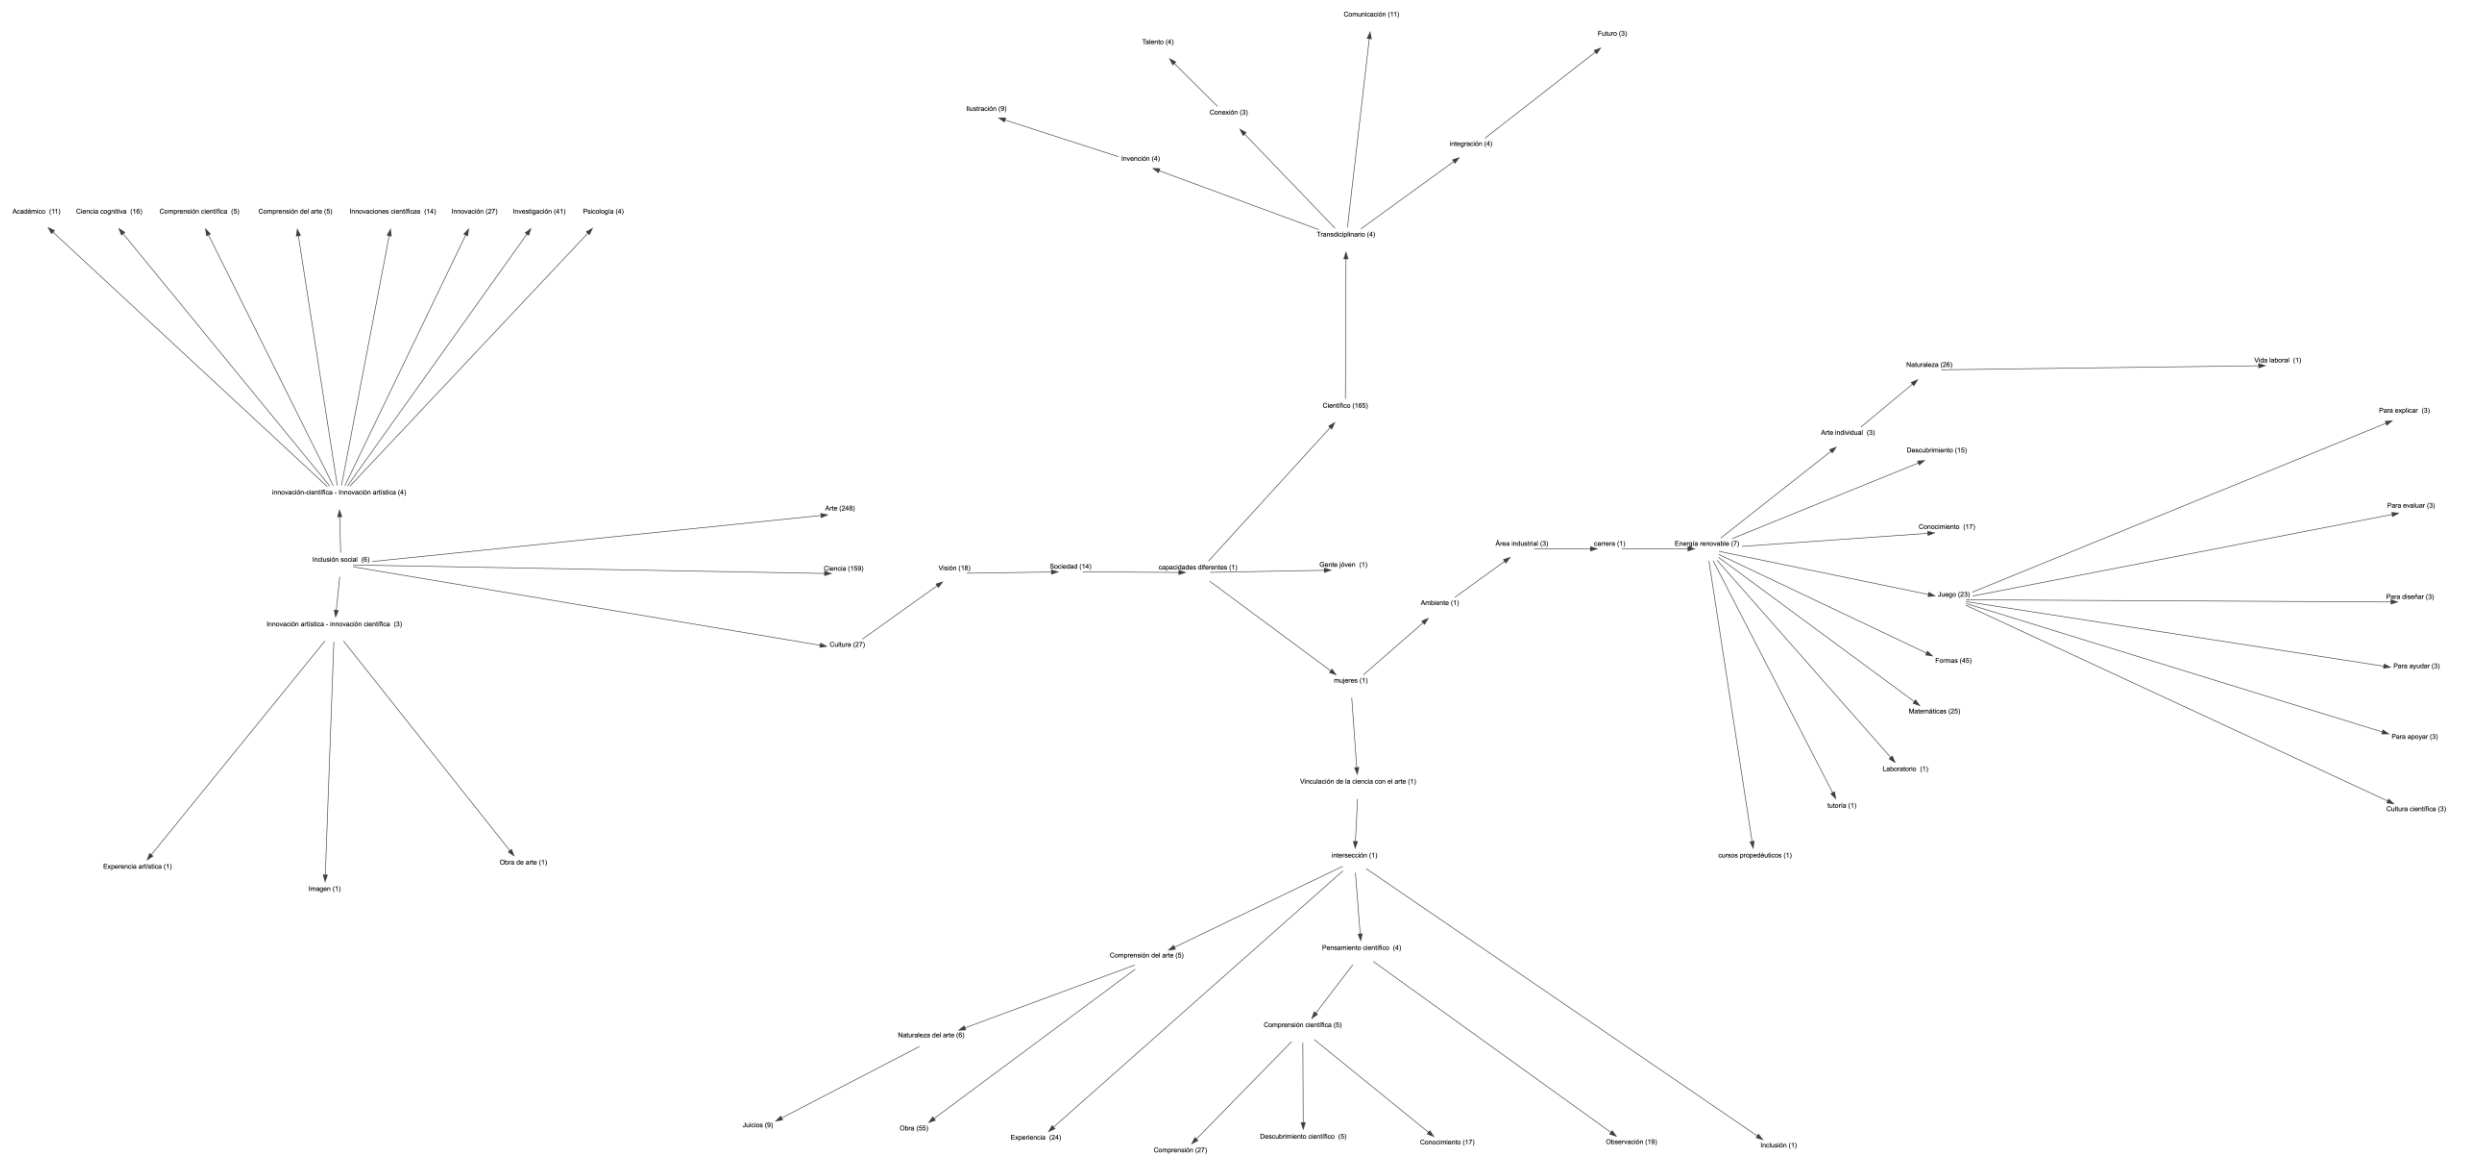 Comunicación (11)
Futuro (3)
Talento (4)
Ilustración (9)
Conexión (3)
integración (4)
Invención (4)
Académico (11)
Ciencia cognitiva (16)
Comprensión científica (5)
Comprensión del arte (5)
Innovaciones científicas (14)
Innovación (27)
Investigación (41)
Psicología (4)
Transdiciplinario (4)
Vida laboral (1)
Naturaleza (26)
Científico (165)
Para explicar (3)
Arte individual (3)
Descubrimiento (15)
innovación-científica - Innovación artística (4)
Arte (248)
Para evaluar (3)
Conocimiento (17)
Área industrial (3)
carrera (1)
Energía renovable (7)
Inclusión social (6)
Ciencia (159)
Visión (18)
Sociedad (14)
capacidades diferentes (1)
Gente jóven (1)
Juego (23)
Para diseñar (3)
Ambiente (1)
Innovación artística - innovación científica (3)
Cultura (27)
Formas (45)
Para ayudar (3)
mujeres (1)
Matemáticas (25)
Para apoyar (3)
Laboratorio (1)
Vinculación de la ciencia con el arte (1)
tutoría (1)
Cultura científica (3)
intersección (1)
cursos propedéuticos (1)
Experencia artística (1)
Obra de arte (1)
Imagen (1)
Pensamiento científico (4)
Comprensión del arte (5)
Comprensión científica (5)
Naturaleza del arte (6)
Juicios (9)
Obra (55)
Experiencia (24)
Descubrimiento científico (5)
Conocimiento (17)
Observación (19)
Inclusión (1)
Comprensión (27)